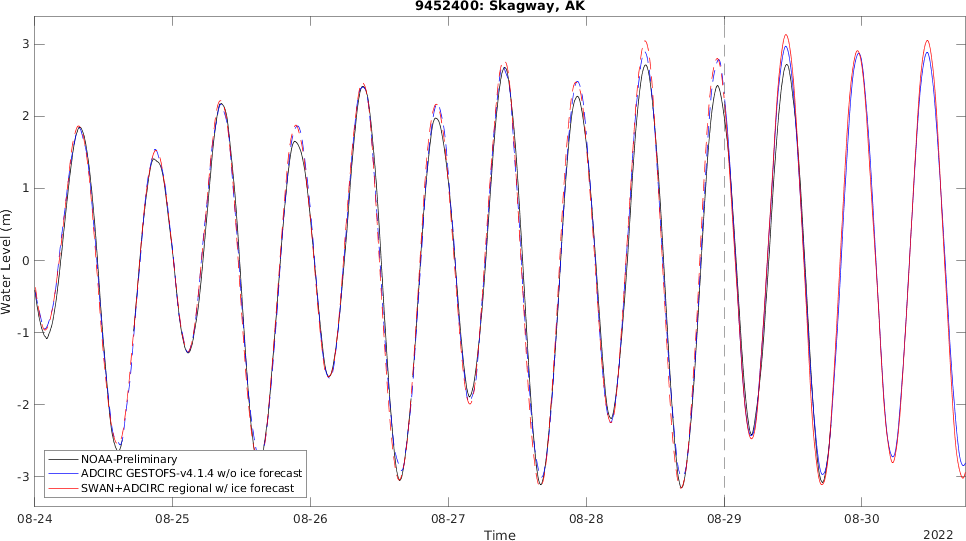 9452400: Skagway, AK
Water Level (m)
3
2
1
0
-1
-2
-3
NOAA-Preliminary
ADCIRC GESTOFS-v4.1.4 w/o ice forecast
SWAN+ADCIRC regional w/ ice forecast
08-24 08-25 08-26 08-27 08-28 08-29 08-30
Time
2022